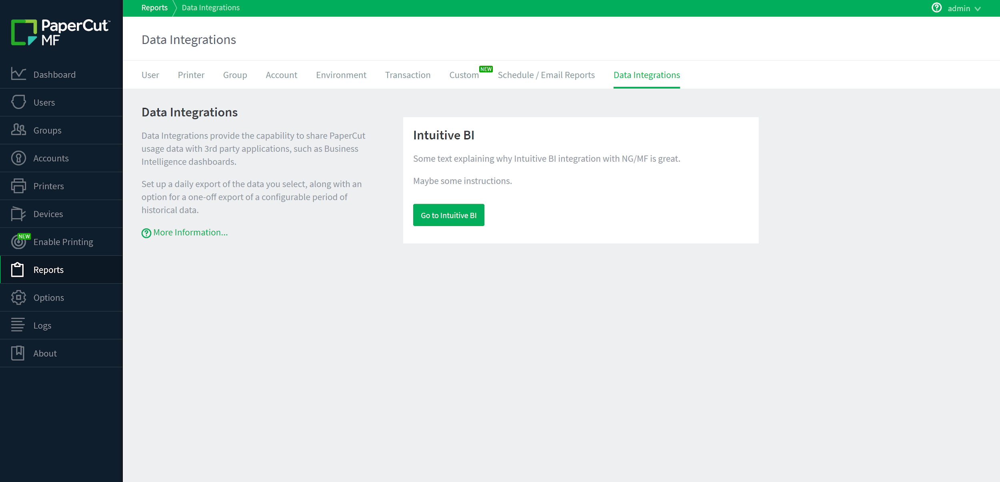 PaperCut™
MF
Dashboard
Users
Groups
Accounts
Printers
Devices
NEW
Enable Printing
Reports
Options
Logs
About
Reports
Data Integrations
admin
Data Integrations
User
Printer
Group
Account
Environment
Transaction
Custom
NEW
Schedule / Email Reports
Data Integrations
Data Integrations
Data Integrations provide the capability to share PaperCut
usage data with 3rd party applications, such as Business
Intelligence dashboards.
Set up a daily export of the data you select, along with an
option for a one-off export of a configurable period of
historical data.
More Information...
Intuitive BI
Some text explaining why Intuitive BI integration with NG/MF is great.
Maybe some instructions.
Go to Intuitive BI